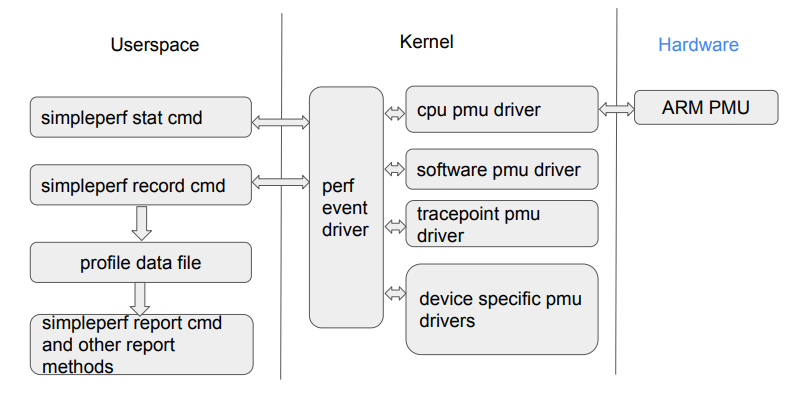 Userspace
Kernel
Hardware
simpleperf stat cmd
simpleperf record cmd
profile data file
simpleperf report cmd
and other report
methods
perf
event
driver
cpu pmu driver
software pmu driver
tracepoint pmu
driver
device specific pmu
drivers
ARM PMU